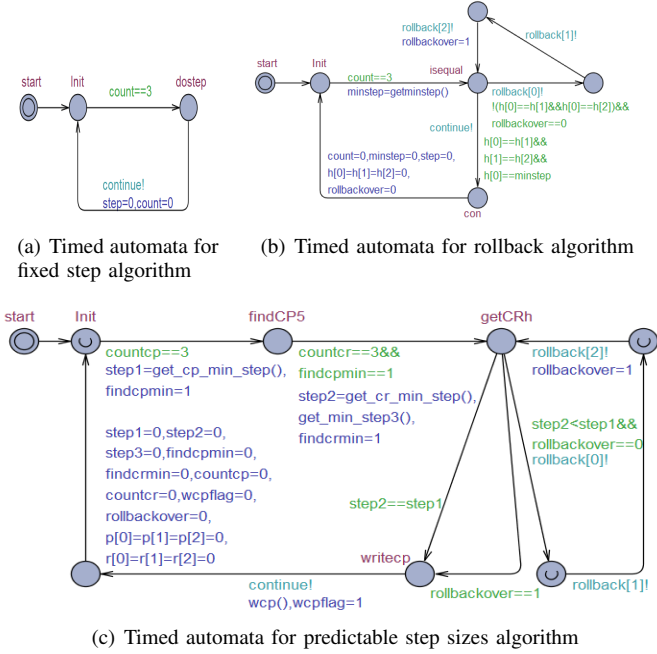 start
Init
count==3
dostep
continue!
step=0,count=0
(a) Timed automata for
fixed step algorithm
rollback[2]!
rollbackover=1
rollback[1]!
start
Init
count==3
minstep=getminstep()
isequal
rollback[0]!
!(h[0]==h[1]&&h[0]==h[2])&&
rollbackover==0
continue!
h[0]==h[1]&&
h[1]==h[2]&&
h[0]==minstep
count=0,minstep=0,step=0,
h[0]=h[1]=h[2]=0,
rollbackover=0
con
(b) Timed automata for rollback algorithm
start
Init
findCP5
getCRh
countcp==3
step1=get_cp_min_step(),
findcpmin=1
countcr==3&&
findcpmin==1
step2=get_cr_min_step(),
get_min_step3(),
findcrmin=1
rollback[2]!
rollbackover=1
step2<step1&&
rollbackover==0
rollback[0]!
step1=0,step2=0,
step3=0,findcpmin=0,
findcrmin=0,countcp=0,
countcr=0,wcpflag=0,
rollbackover=0,
p[0]=p[1]=p[2]=0,
r[0]=r[1]=r[2]=0
step2==step1
writecp
continue!
wcp(),wcpflag=1
rollbackover==1
rollback[1]!
(c) Timed automata for predictable step sizes algorithm